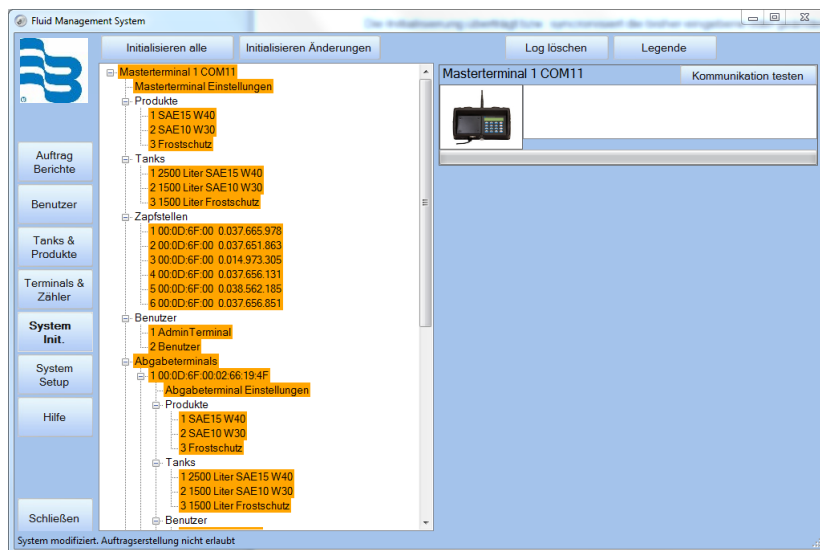 Fluid Management System
Initialisieren alle
Initialisieren Änderungen
Log löschen
Legende
Auftrag
Berichte
Benutzer
Tanks &
Produkte
Terminals &
Zähler
System
Init.
System
Setup
Hilfe
Schließen
Masterterminal 1 COM11
Masterterminal Einstellungen
Produkte
1 SAE15 W40
2 SAE10 W30
3 Frostschutz
Tanks
1 2500 Liter SAE15 W40
2 1500 Liter SAE10 W30
3 1500 Liter Frostschutz
Zapfstellen
1 00:0D:6F:00 0.037.665.978
2 00:0D:6F:00 0.037.651.863
3 00:0D:6F:00 0.014.973.305
4 00:0D:6F:00 0.037.656.131
5 00:0D:6F:00 0.038.562.185
6 00:0D:6F:00 0.037.656.851
Benutzer
1 AdminTerminal
2 Benutzer
Abgabeterminals
1 00:0D:6F:00:02:66:19:4F
Abgabeterminal Einstellungen
Produkte
1 SAE15 W40
2 SAE10 W30
3 Frostschutz
Tanks
1 2500 Liter SAE15 W40
2 1500 Liter SAE10 W30
3 1500 Liter Frostschutz
Benutzer
Masterterminal 1 COM11
Kommunikation testen
System modifiziert. Auftragserstellung nicht erlaubt